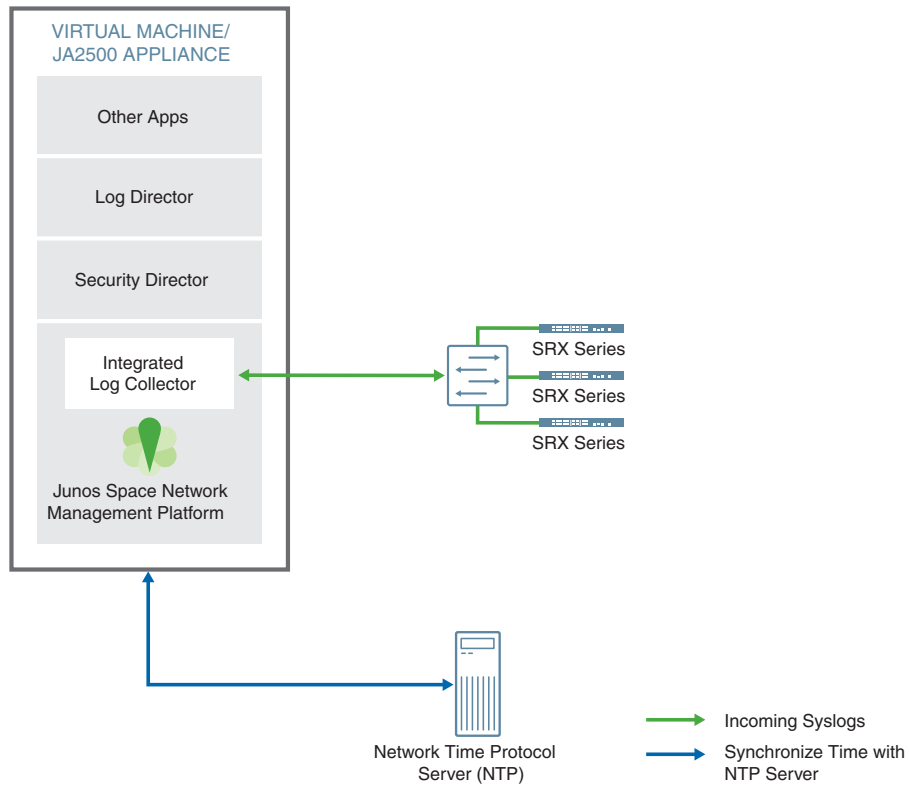 VIRTUAL MACHINE/
JA2500 APPLIANCE
Other Apps
Log Director
Security Director
Integrated
Log Collector
Junos Space Network
Management Platform
SRX Series
SRX Series
SRX Series
Network Time Protocol
Server (NTP)
Incoming Syslogs
Synchronize Time with
NTP Server